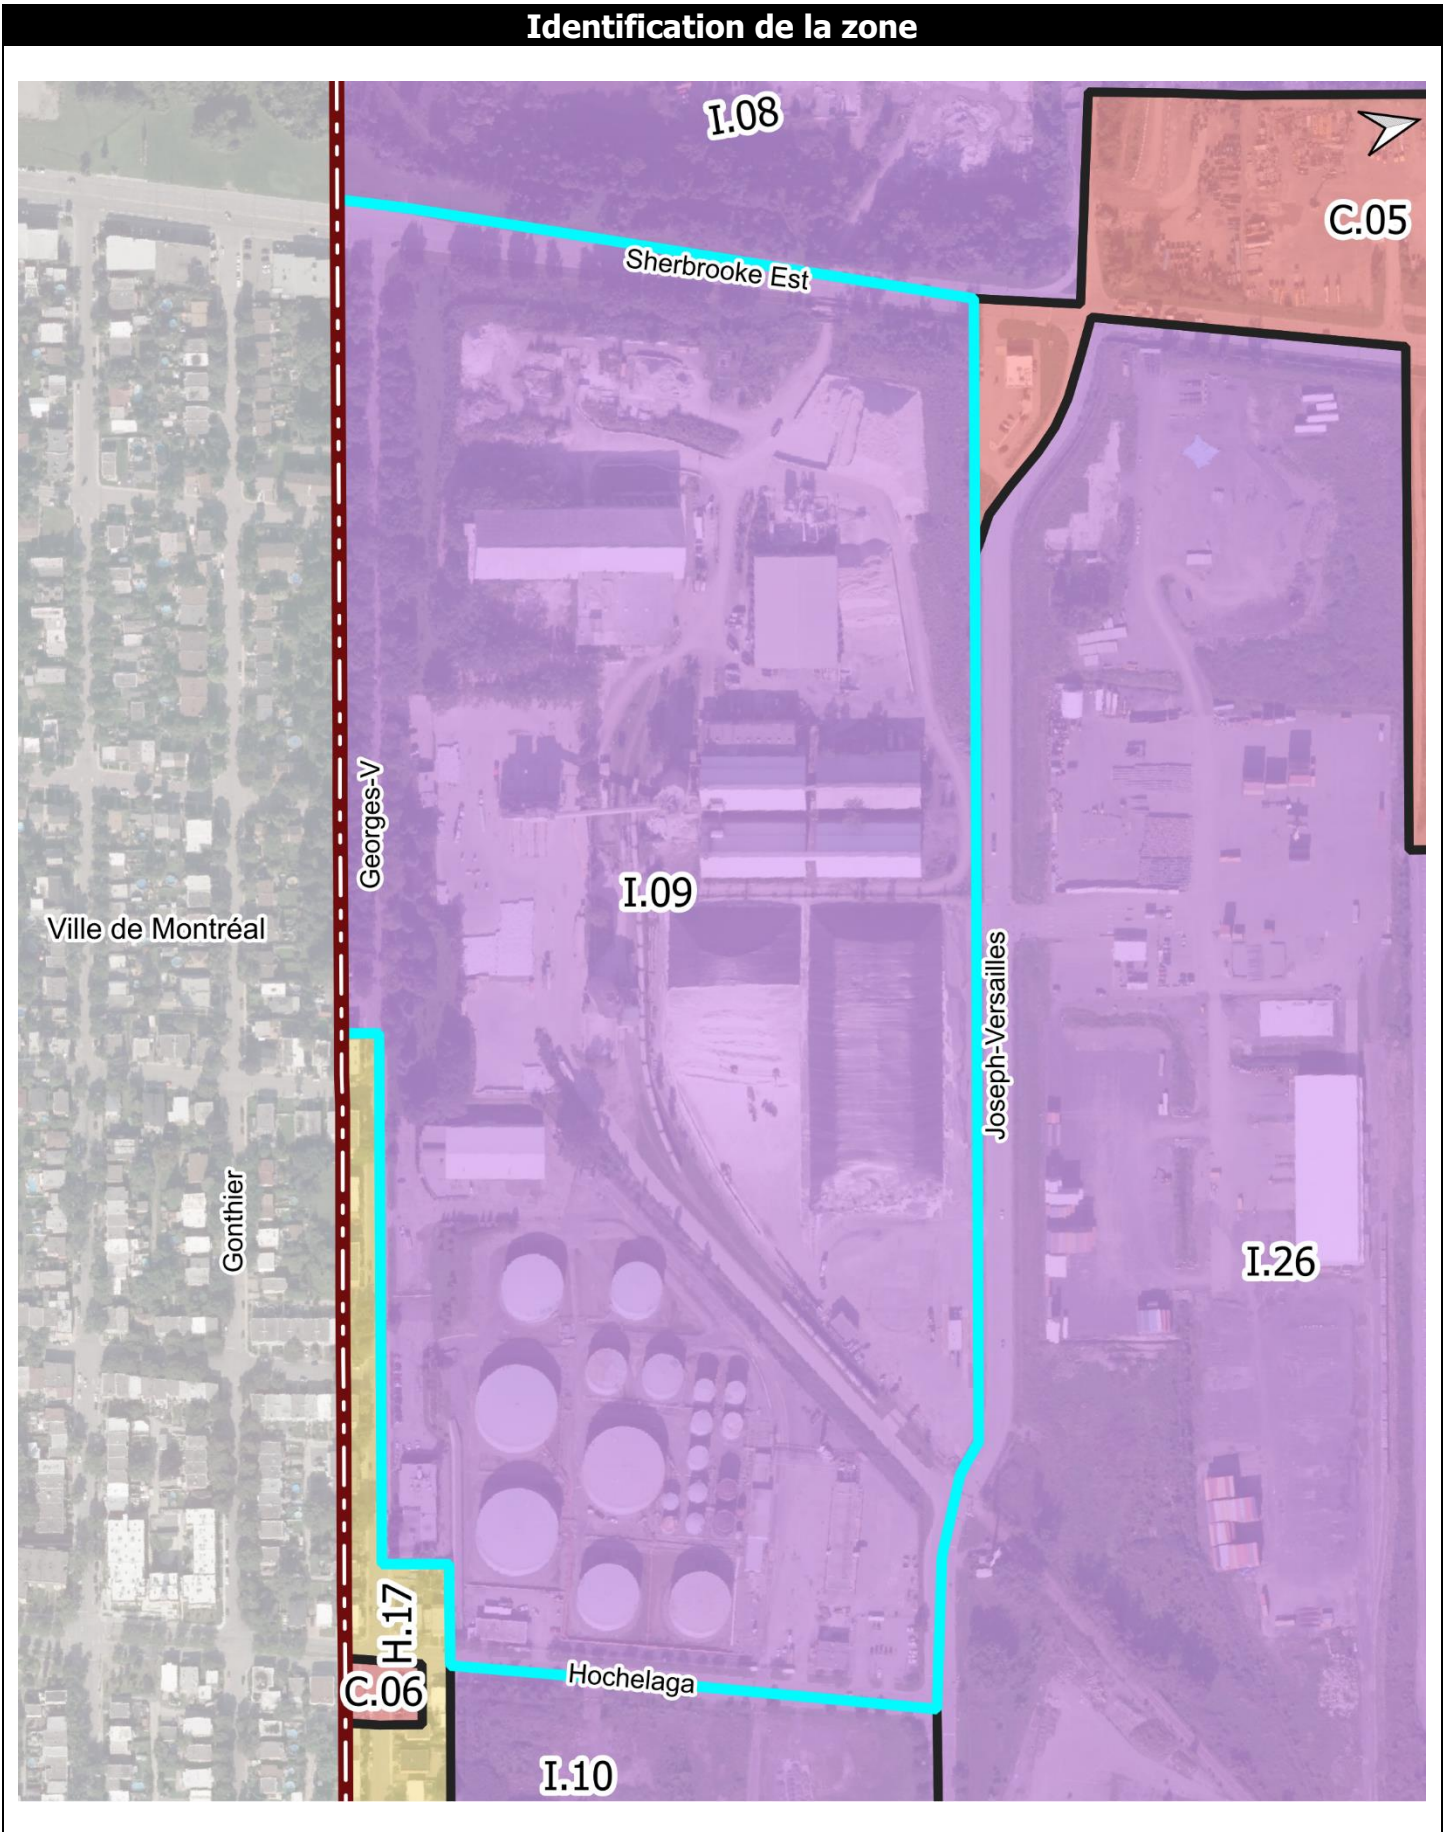 Identification de la zone
I.08
C.05
Sherbrooke Est
Georges-V
I.09
Ville de Montréal
Joseph-Versailles
Gonthier
I.26
H.17
Hochelaga
C.06
I.10